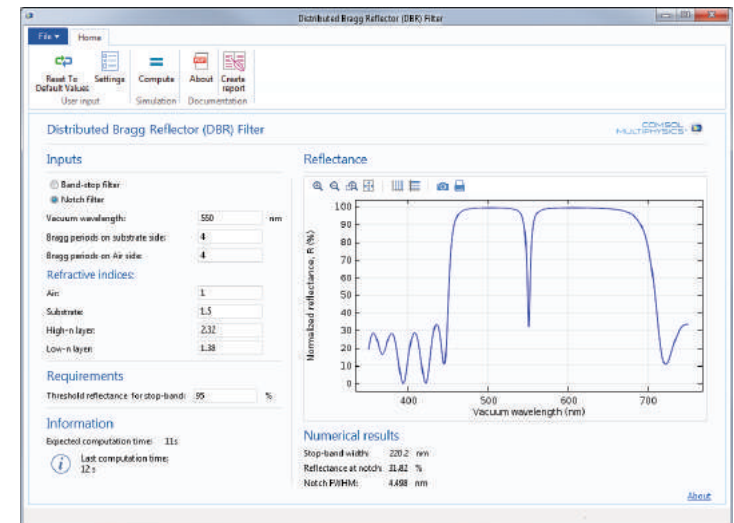 Distributed Bragg Reflector (DBR) Filter
File Home
Reset To Default Values
Settings
Compute
About
Create report
User input
Simulation
Documentation
Distributed Bragg Reflector (DBR) Filter
COMSOL MULTIPHYSICS
Inputs
Band-stop filter
Notch filter
Vacuum wavelength: 550 nm
Bragg periods on substrate side: 4
Bragg periods on Air side: 4
Refractive indices:
Air: 1
Substrate: 1.5
High-n layer: 2.32
Low-n layer: 1.38
Requirements
Threshold reflectance for stop-band: 95 %
Information
Expected computation time: 11s
Last computation time:
12 s
Reflectance
Normalized reflectance, R (%)
100
90
80
70
60
50
40
30
20
10
0
400 500 600 700
Vacuum wavelength (nm)
Numerical results
Stop-band width: 220.2 nm
Reflectance at notch: 31.82 %
Notch FWHM: 4.498 nm
About